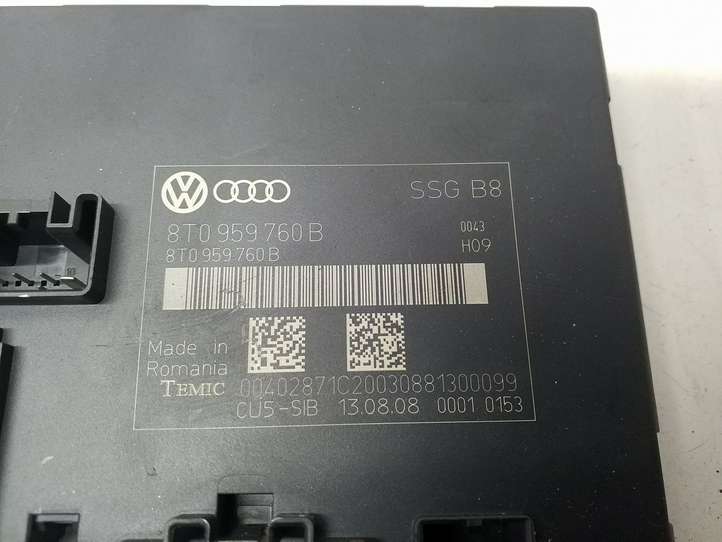 SSG B8
8T0 959 760 B 0043
8T0 959 760 B H09
Made in
Romania
TEMIC 00402871C20030881300099
CU5-SIB 13.08.08 0001 0153